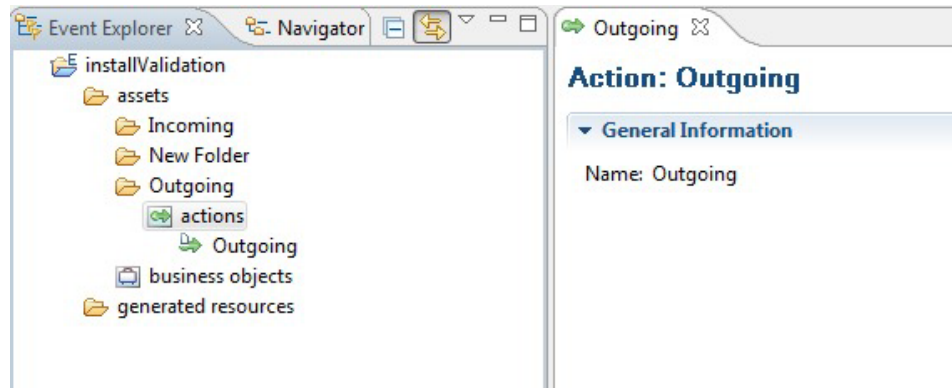 Event Explorer
Navigator
installValidation
assets
Incoming
New Folder
Outgoing
actions
Outgoing
business objects
generated resources
Outgoing
Action: Outgoing
General Information
Name: Outgoing